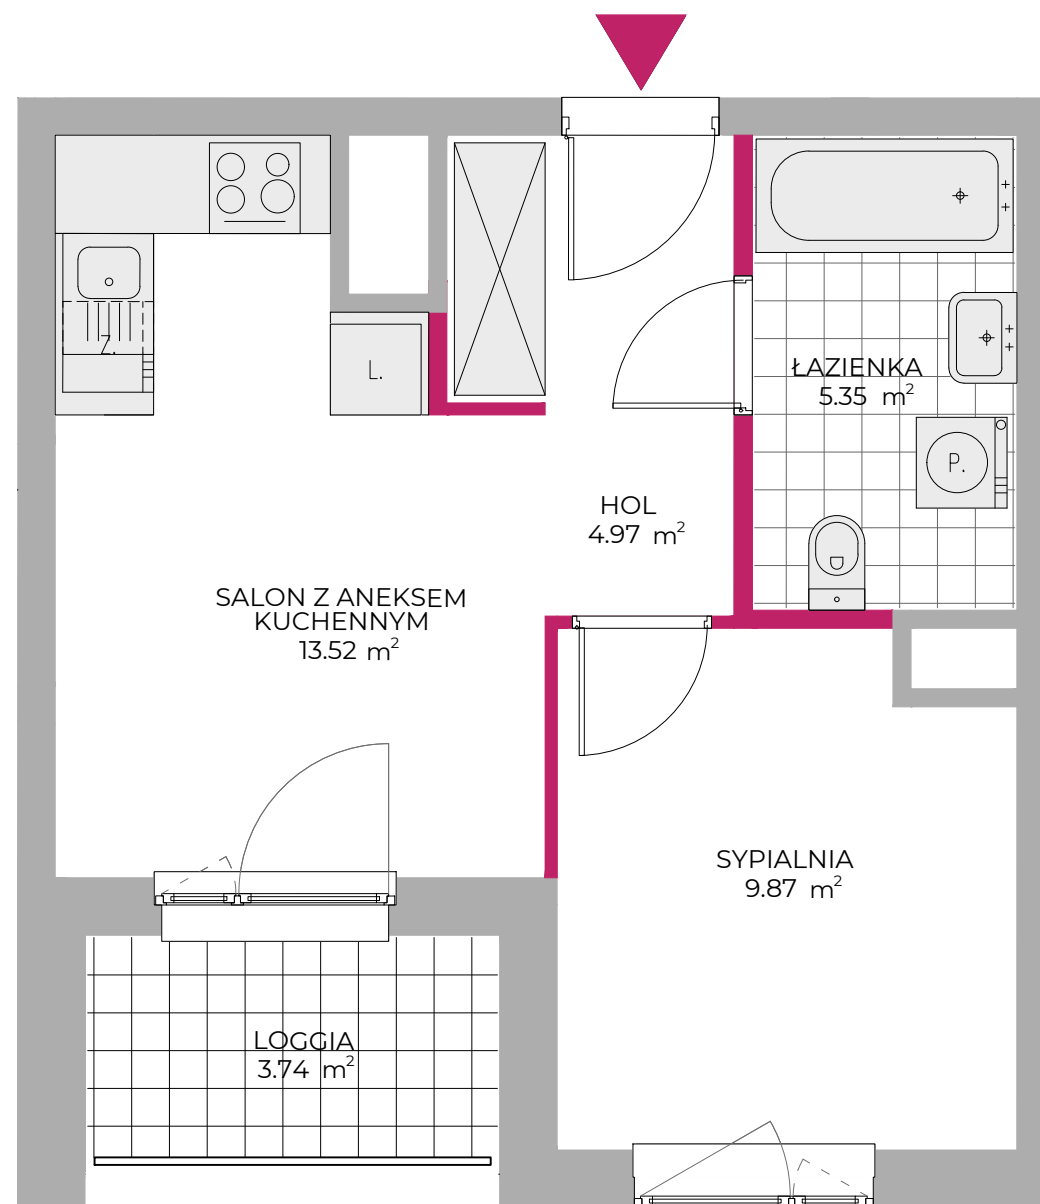 Z.
L.
ŁAZIENKA
5.35 m²
P.
HOL
4.97 m²
SALON Z ANEKSEM
KUCHENNYM
13.52 m²
SYPIALNIA
9.87 m²
LOGGIA
3.74 m²